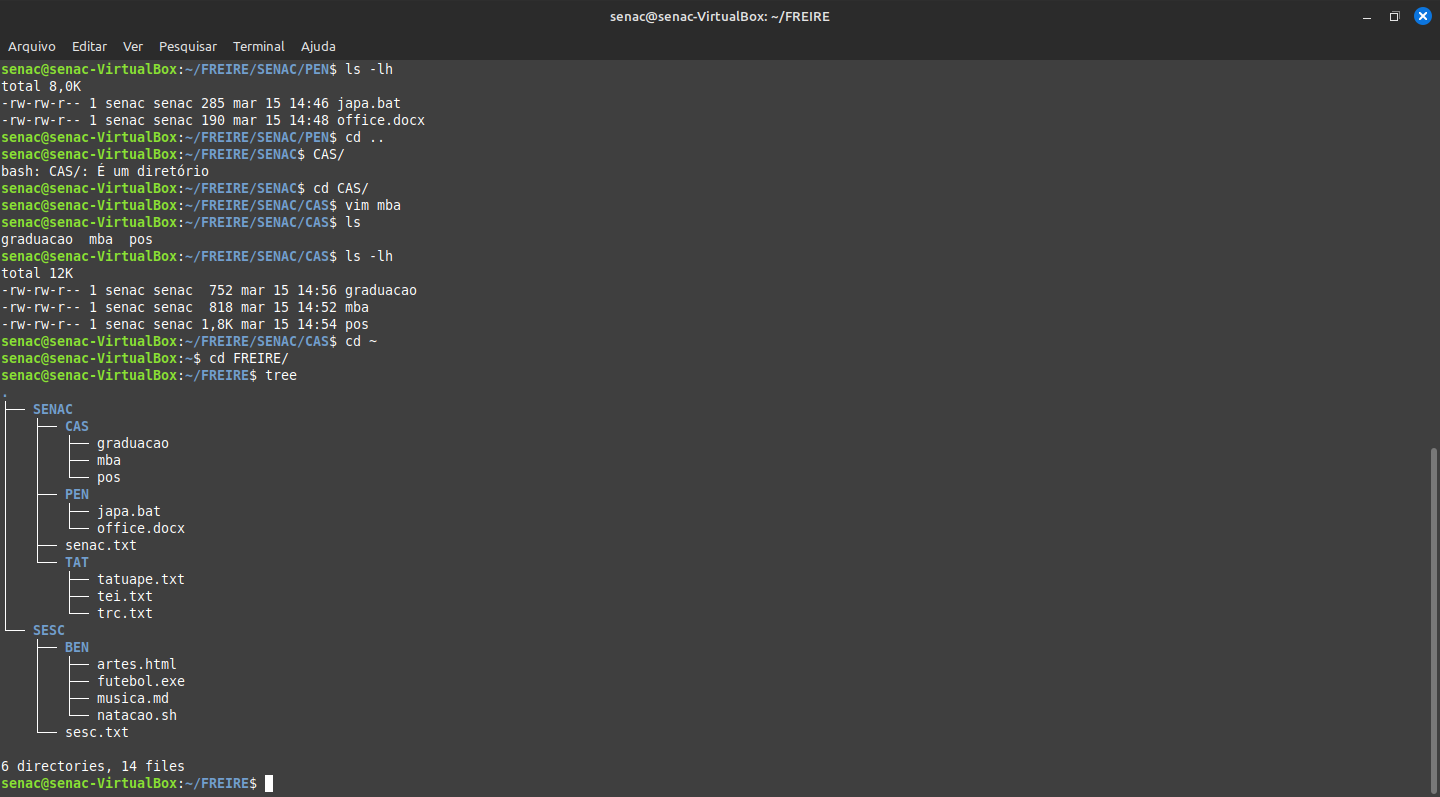 senac@senac-VirtualBox: ~/FREIRE
Arquivo Editar Ver Pesquisar Terminal Ajuda
senac@senac-VirtualBox:~/FREIRE/SENAC/PEN$ ls -lh
total 8,0K
-rw-rw-r-- 1 senac senac 285 mar 15 14:46 japa.bat
-rw-rw-r-- 1 senac senac 190 mar 15 14:48 office.docx
senac@senac-VirtualBox:~/FREIRE/SENAC/PEN$ cd ..
senac@senac-VirtualBox:~/FREIRE/SENAC$ CAS/
bash: CAS/: É um diretório
senac@senac-VirtualBox:~/FREIRE/SENAC$ cd CAS/
senac@senac-VirtualBox:~/FREIRE/SENAC/CAS$ vim mba
senac@senac-VirtualBox:~/FREIRE/SENAC/CAS$ ls
graduacao  mba  pos
senac@senac-VirtualBox:~/FREIRE/SENAC/CAS$ ls -lh
total 12K
-rw-rw-r-- 1 senac senac  752 mar 15 14:56 graduacao
-rw-rw-r-- 1 senac senac  818 mar 15 14:52 mba
-rw-rw-r-- 1 senac senac 1,8K mar 15 14:54 pos
senac@senac-VirtualBox:~/FREIRE/SENAC/CAS$ cd ~
senac@senac-VirtualBox:~$ cd FREIRE/
senac@senac-VirtualBox:~/FREIRE$ tree
.
├── SENAC
│   ├── CAS
│   │   ├── graduacao
│   │   ├── mba
│   │   └── pos
│   ├── PEN
│   │   ├── japa.bat
│   │   └── office.docx
│   ├── senac.txt
│   └── TAT
│       ├── tatuape.txt
│       ├── tei.txt
│       └── trc.txt
└── SESC
    ├── BEN
    │   ├── artes.html
    │   ├── futebol.exe
    │   ├── musica.md
    │   └── natacao.sh
    └── sesc.txt
6 directories, 14 files
senac@senac-VirtualBox:~/FREIRE$